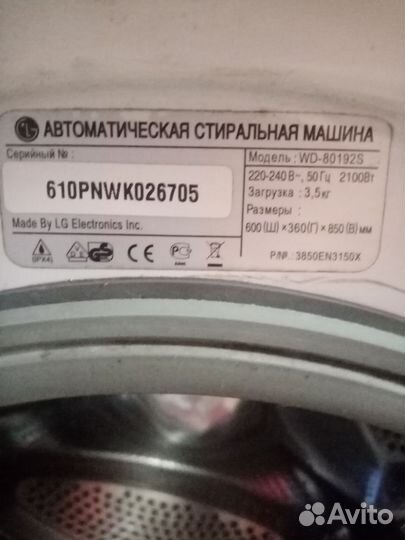 LG АВТОМАТИЧЕСКАЯ СТИРАЛЬНАЯ МАШИНА
Серийный №:
610PNWK026705
Made By LG Electronics Inc.
Модель: WD-80192S
220-240 В~, 50 Гц 2100Вт
Загрузка : 3,5кг
Размеры :
600 (Ш) ×360(Г) ×850 (В) мм
IPX4
P/№.: 3850EN3150X
Avito